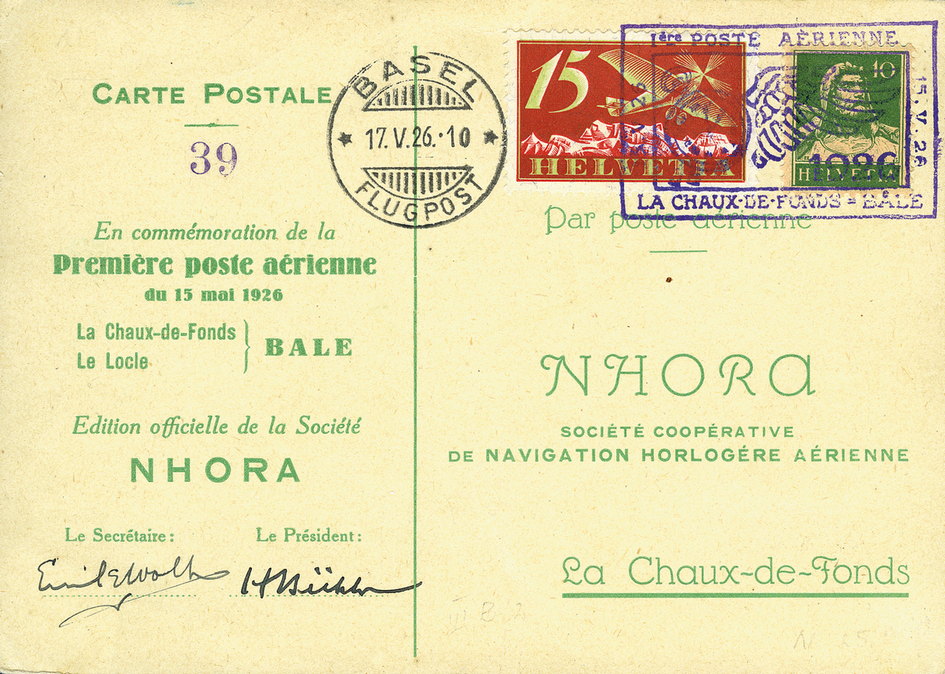 CARTE POSTALE
39
En commémoration de la
Première poste aérienne
du 15 mai 1926
La Chaux-de-Fonds
Le Locle
BALE
Edition officielle de la Société
NHORA
Le Secrétaire:
Le Président:
BASEL
17.V.26.-10
FLUGPOST
15
HELVETIA
10
HELVETIA
1ère POSTE AÈRIENNE
15.V.26
1926
LA CHAUX-DE-FONDS = BALE
Par poste aérienne
NHORA
SOCIÉTÉ COOPÉRATIVE
DE NAVIGATION HORLOGÉRE AÉRIENNE
La Chaux-de-Fonds